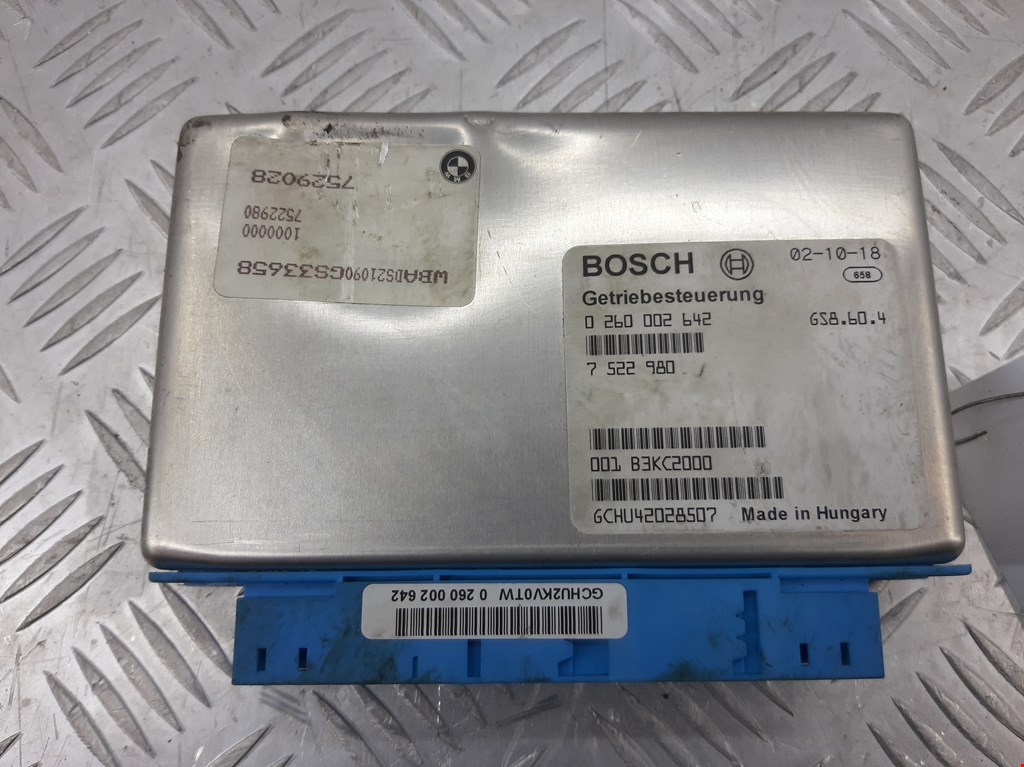 7529028
7522980
1000000
WBADS21090GS33658
BMW
BOSCH
02-10-18
658
Getriebesteuerung
0 260 002 642
GS8.60.4
7 522 980
001 B3KC2000
GCHU42028507 Made in Hungary
GCHU2KV0TW 0 260 002 642